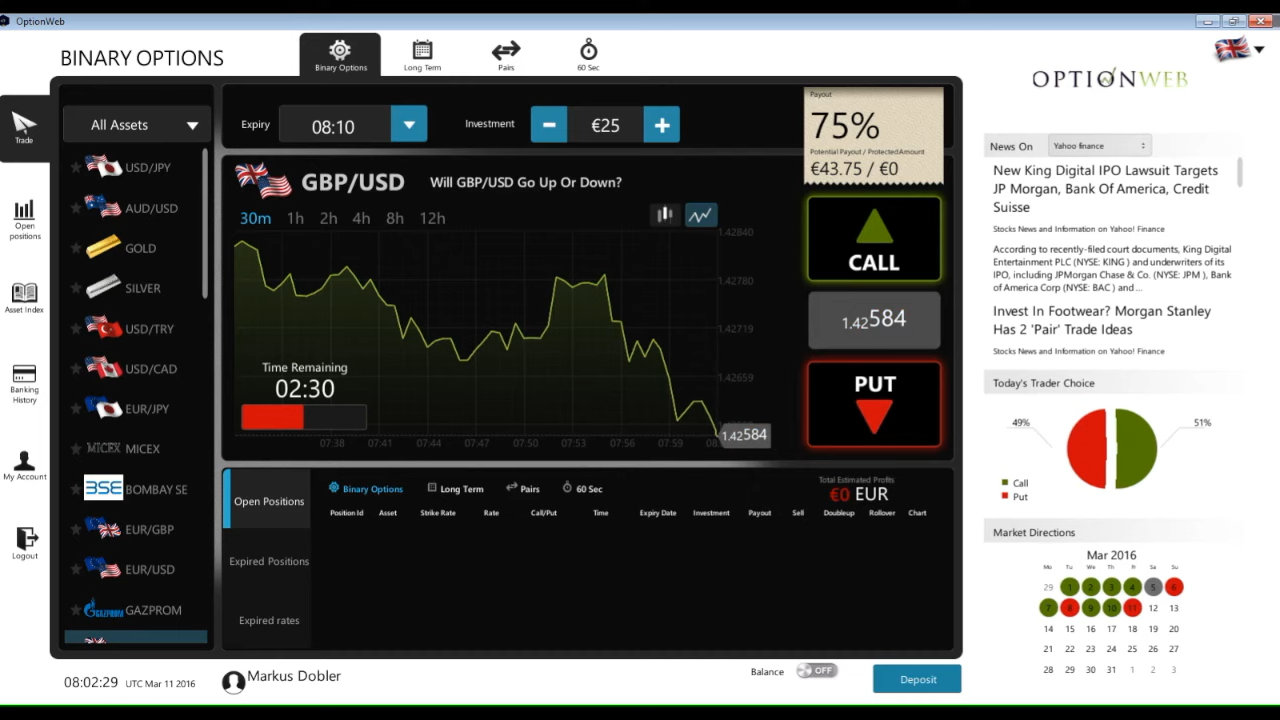 OptionWeb
BINARY OPTIONS
Binary Options
Long Term
Pairs
60 Sec
OPTIONWEB
Trade
Open positions
Asset Index
Banking History
My Account
Logout
All Assets
USD/JPY
AUD/USD
GOLD
SILVER
USD/TRY
USD/CAD
EUR/JPY
MICEX MICEX
BSE BOMBAY SE
EUR/GBP
EUR/USD
GAZPROM GAZPROM
Expiry 08:10 Investment - €25 +
Payout
75%
Potential Payout / ProtectedAmount
€43.75 / €0
GBP/USD Will GBP/USD Go Up Or Down?
30m 1h 2h 4h 8h 12h
1.42840
1.42780
1.42719
1.42659
1.42584
Time Remaining
02:30
07:38 07:41 07:44 07:47 07:50 07:53 07:56 07:59 08
CALL
1.42584
PUT
Open Positions
Expired Positions
Expired rates
Binary Options Long Term Pairs 60 Sec
Total Estimated Profits
€0 EUR
Position Id Asset Strike Rate Rate Call/Put Time Expiry Date Investment Payout Sell Doubleup Rollover Chart
News On Yahoo finance
New King Digital IPO Lawsuit Targets
JP Morgan, Bank Of America, Credit
Suisse
Stocks News and Information on Yahoo! Finance
According to recently-filed court documents, King Digital
Entertainment PLC (NYSE: KING ) and underwriters of its
IPO, including JPMorgan Chase & Co. (NYSE: JPM ), Bank
of America Corp (NYSE: BAC ) and ...
Invest In Footwear? Morgan Stanley
Has 2 'Pair' Trade Ideas
Stocks News and Information on Yahoo! Finance
Today's Trader Choice
49% 51%
Call
Put
Market Directions
Mar 2016
Mo Tu We Th Fr Sa Su
29 1 2 3 4 5 6
7 8 9 10 11 12 13
14 15 16 17 18 19 20
21 22 23 24 25 26 27
28 29 30 31 1 2 3
08:02:29 UTC Mar 11 2016
Markus Dobler
Balance OFF
Deposit